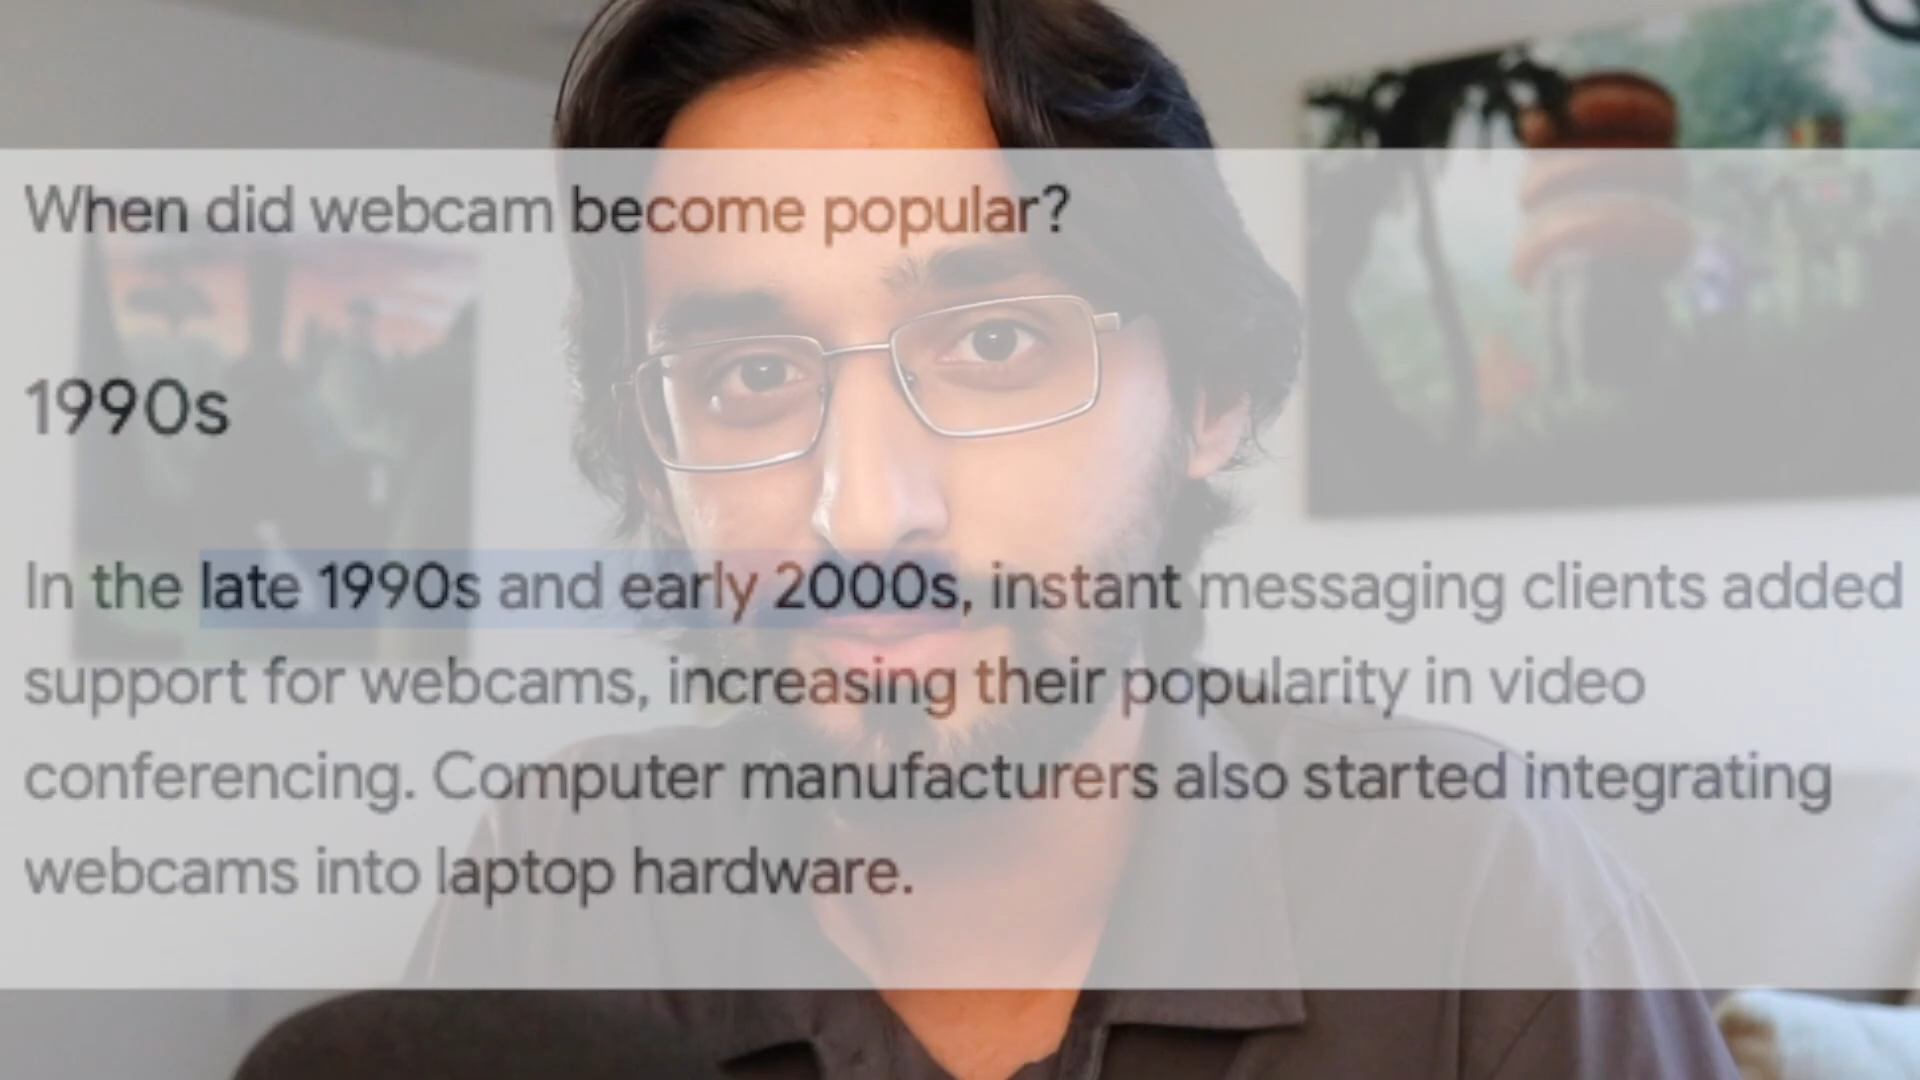 When did webcam become popular?
1990s
In the late 1990s and early 2000s, instant messaging clients added
support for webcams, increasing their popularity in video
conferencing. Computer manufacturers also started integrating
webcams into laptop hardware.